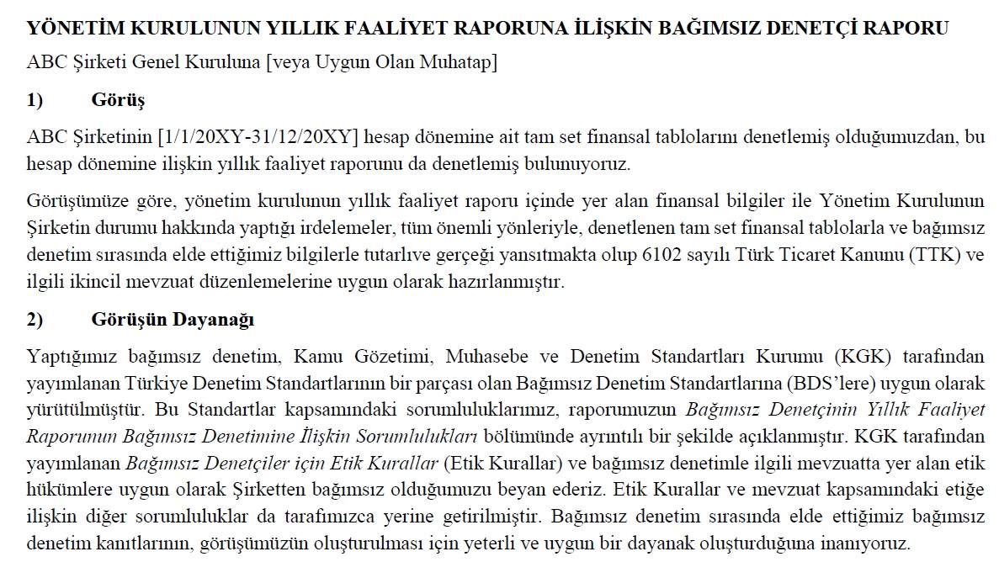 YÖNETİM KURULUNUN YILLIK FAALİYET RAPORUNA İLİŞKİN BAĞIMSIZ DENETÇİ RAPORU
ABC Şirketi Genel Kuruluna [veya Uygun Olan Muhatap]
1) Görüş
ABC Şirketinin [1/1/20XY-31/12/20XY] hesap dönemine ait tam set finansal tablolarını denetlemiş olduğumuzdan, bu
hesap dönemine ilişkin yıllık faaliyet raporunu da denetlemiş bulunuyoruz.
Görüşümüze göre, yönetim kurulunun yıllık faaliyet raporu içinde yer alan finansal bilgiler ile Yönetim Kurulunun
Şirketin durumu hakkında yaptığı irdelemeler, tüm önemli yönleriyle, denetlenen tam set finansal tablolarla ve bağımsız
denetim sırasında elde ettiğimiz bilgilerle tutarlıve gerçeği yansıtmakta olup 6102 sayılı Türk Ticaret Kanunu (TTK) ve
ilgili ikincil mevzuat düzenlemelerine uygun olarak hazırlanmıştır.
2) Görüşün Dayanağı
Yaptığımız bağımsız denetim, Kamu Gözetimi, Muhasebe ve Denetim Standartları Kurumu (KGK) tarafından
yayımlanan Türkiye Denetim Standartlarının bir parçası olan Bağımsız Denetim Standartlarına (BDS’lere) uygun olarak
yürütülmüştür. Bu Standartlar kapsamındaki sorumluluklarımız, raporumuzun Bağımsız Denetçinin Yıllık Faaliyet
Raporunun Bağımsız Denetimine İlişkin Sorumlulukları bölümünde ayrıntılı bir şekilde açıklanmıştır. KGK tarafından
yayımlanan Bağımsız Denetçiler için Etik Kurallar (Etik Kurallar) ve bağımsız denetimle ilgili mevzuatta yer alan etik
hükümlere uygun olarak Şirketten bağımsız olduğumuzu beyan ederiz. Etik Kurallar ve mevzuat kapsamındaki etiğe
ilişkin diğer sorumluluklar da tarafımızca yerine getirilmiştir. Bağımsız denetim sırasında elde ettiğimiz bağımsız
denetim kanıtlarının, görüşümüzün oluşturulması için yeterli ve uygun bir dayanak oluşturduğuna inanıyoruz.